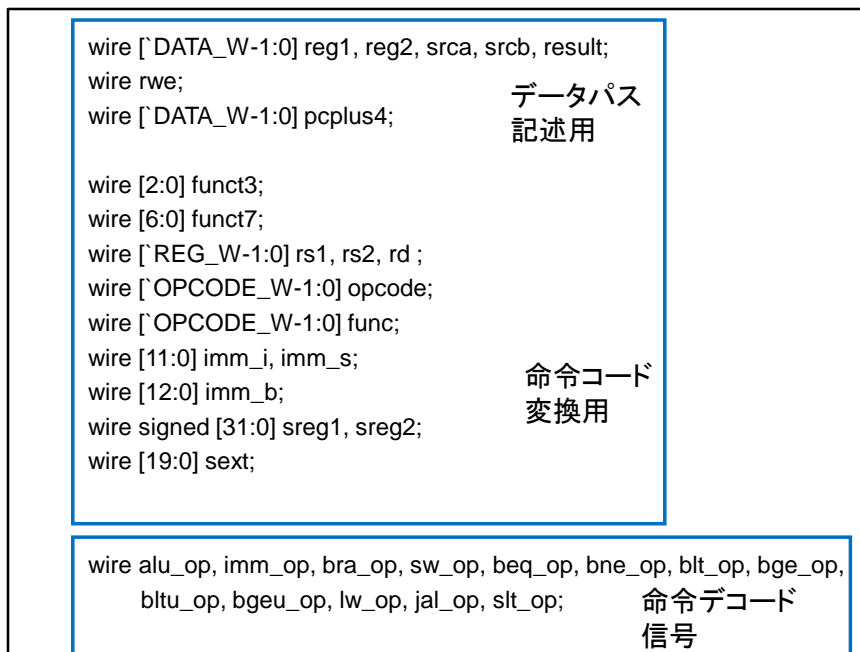 wire [`DATA_W-1:0] reg1, reg2, srca, srcb, result;
wire rwe;
wire [`DATA_W-1:0] pcplus4;
データパス
記述用
wire [2:0] funct3;
wire [6:0] funct7;
wire [`REG_W-1:0] rs1, rs2, rd ;
wire [`OPCODE_W-1:0] opcode;
wire [`OPCODE_W-1:0] func;
wire [11:0] imm_i, imm_s;
wire [12:0] imm_b;
wire signed [31:0] sreg1, sreg2;
wire [19:0] sext;
命令コード
変換用
wire alu_op, imm_op, bra_op, sw_op, beq_op, bne_op, blt_op, bge_op,
bltu_op, bgeu_op, lw_op, jal_op, slt_op;
命令デコード
信号